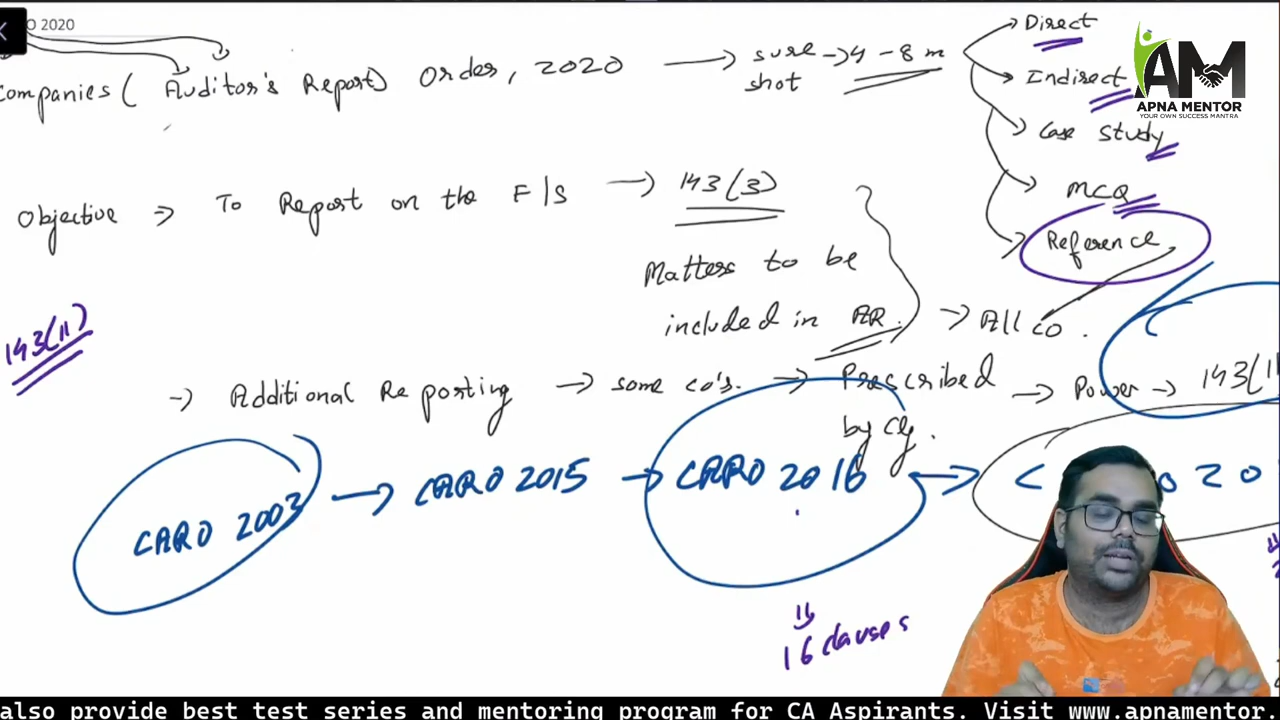 O 2020
Companies ( Auditor's Report) Order, 2020 → sure shot → 4 - 8 m
Direct
Indirect
Case Study
MCQ
Reference
AM
APNA MENTOR
YOUR OWN SUCCESS MANTRA
Objective ⇒ To Report on the F/S → 143(3)
Matters to be
included in AR. → All co.
143(11)
→ Additional Reporting → some co's. → Prescribed by CG. → Power → 143(11
CARO 2003 → CARO 2015 → CARO 2016 → C O 20
16 clauses
also provide best test series and mentoring program for CA Aspirants. Visit www.apnamentor.